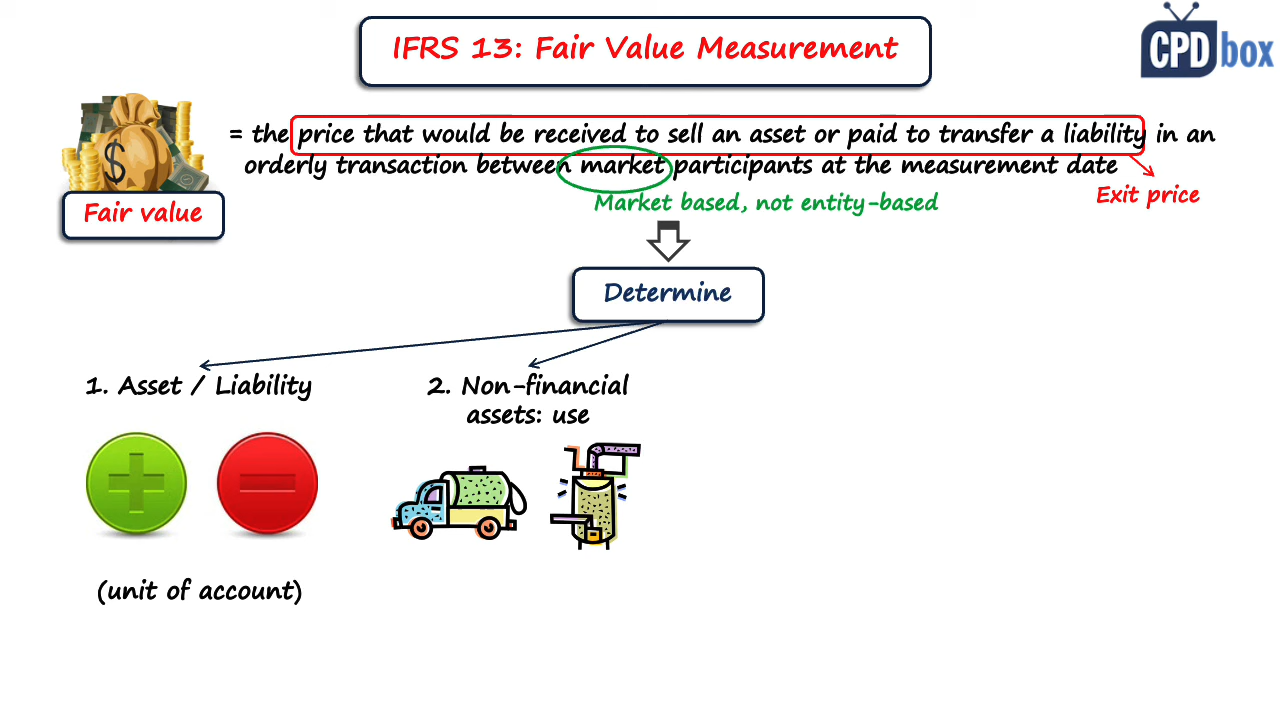 IFRS 13: Fair Value Measurement
CPDbox
= the price that would be received to sell an asset or paid to transfer a liability in an
orderly transaction between market participants at the measurement date
$
Fair value
Exit price
Market based, not entity-based
Determine
1. Asset / Liability
2. Non-financial
assets: use
(unit of account)